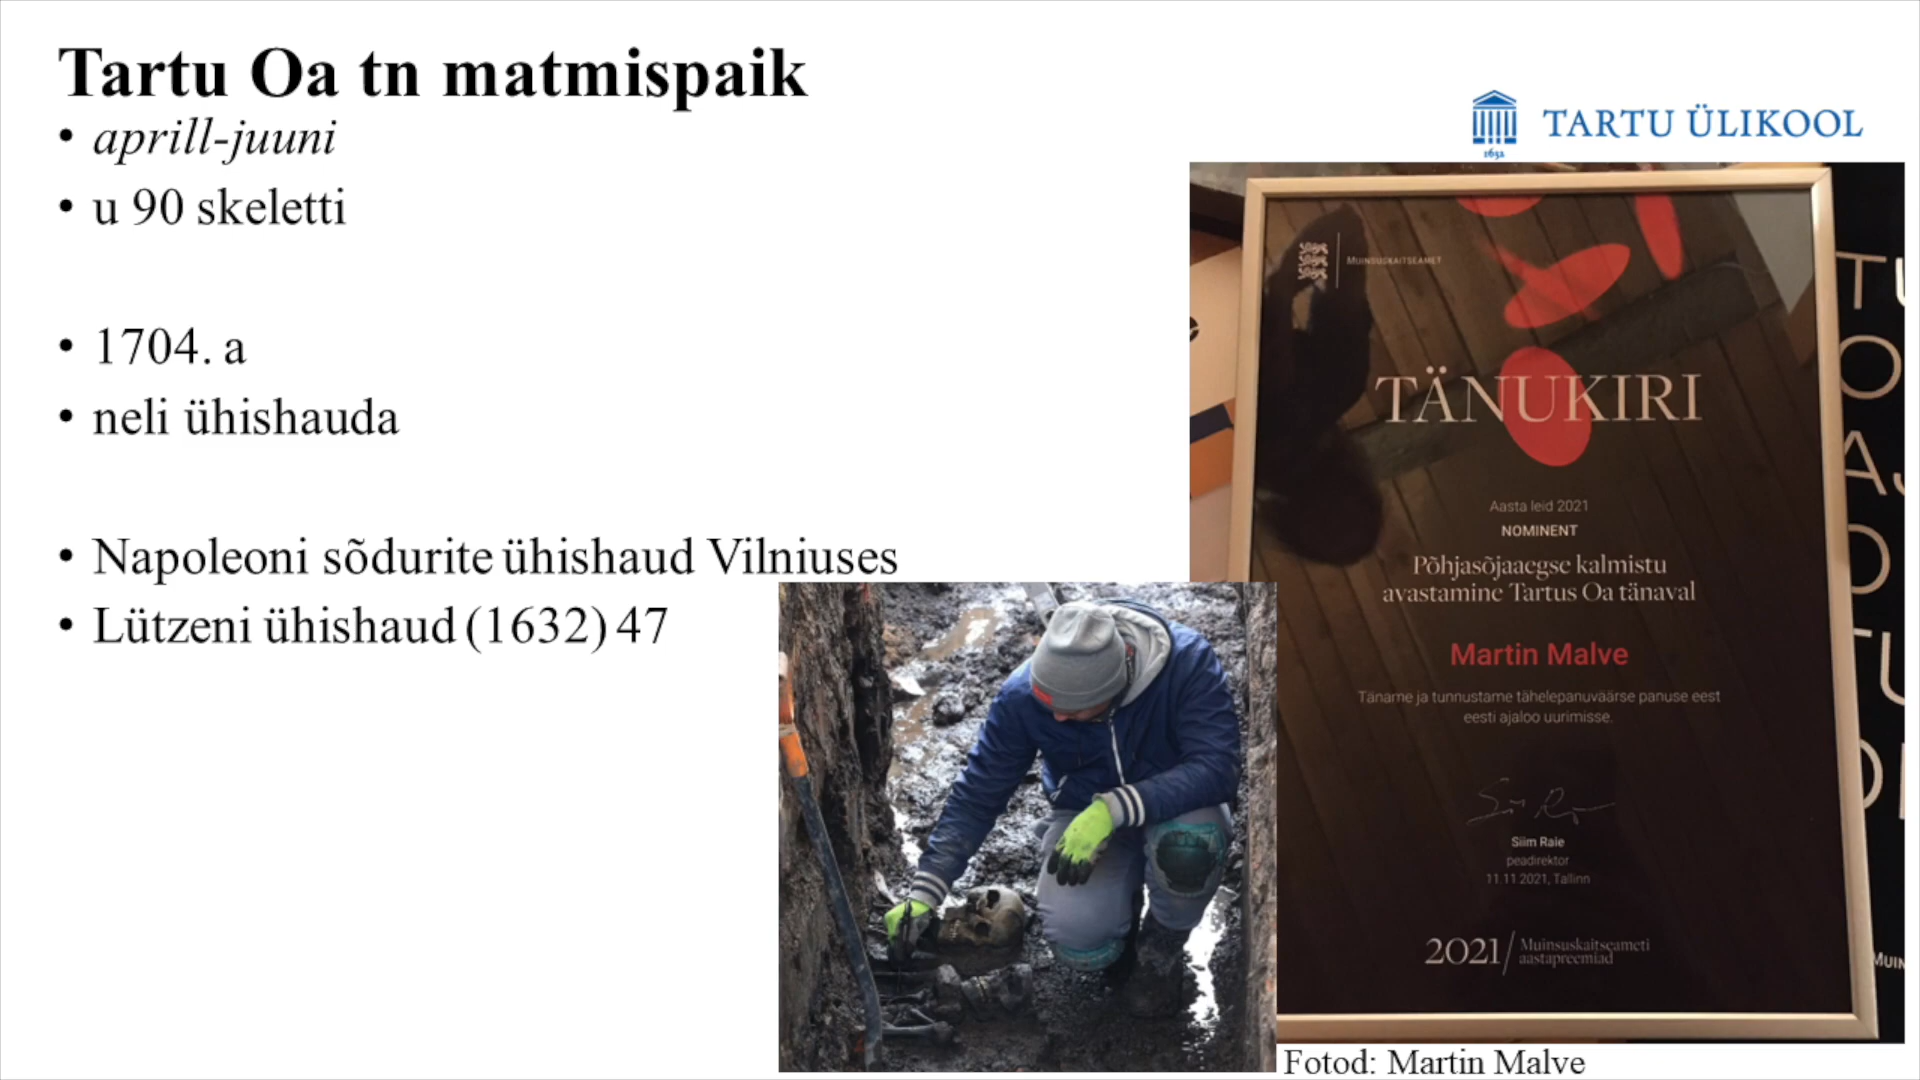 Tartu Oa tn matmispaik
• aprill-juuni
• u 90 skeletti
• 1704. a
• neli ühishauda
• Napoleoni sõdurite ühishaud Vilniuses
• Lützeni ühishaud (1632) 47
TARTU ÜLIKOOL
1632
MUINSUSKAITSEAMET
TÄNUKIRI
Aasta leid 2021
NOMINENT
Põhjasõjaaegse kalmistu
avastamine Tartus Oa tänaval
Martin Malve
Täname ja tunnustame tähelepanuväärse panuse eest
eesti ajaloo uurimisse.
Siim Raie
peadirektor
11.11.2021, Tallinn
2021/ Muinsuskaitseameti
aastapreemiad
Fotod: Martin Malve